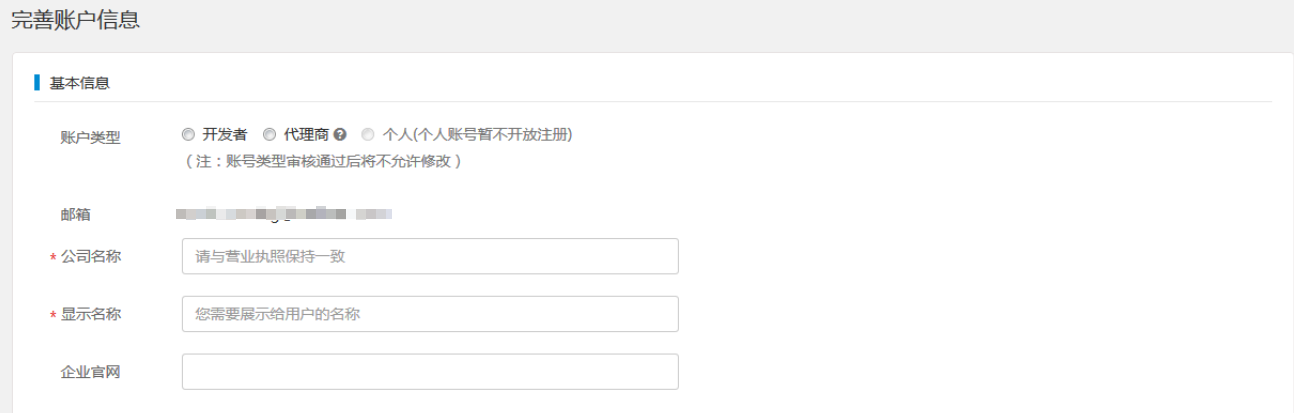 完善账户信息
基本信息
账户类型 开发者 代理商 ? 个人(个人账号暂不开放注册)
（注：账号类型审核通过后将不允许修改）
邮箱
* 公司名称 请与营业执照保持一致
* 显示名称 您需要展示给用户的名称
企业官网